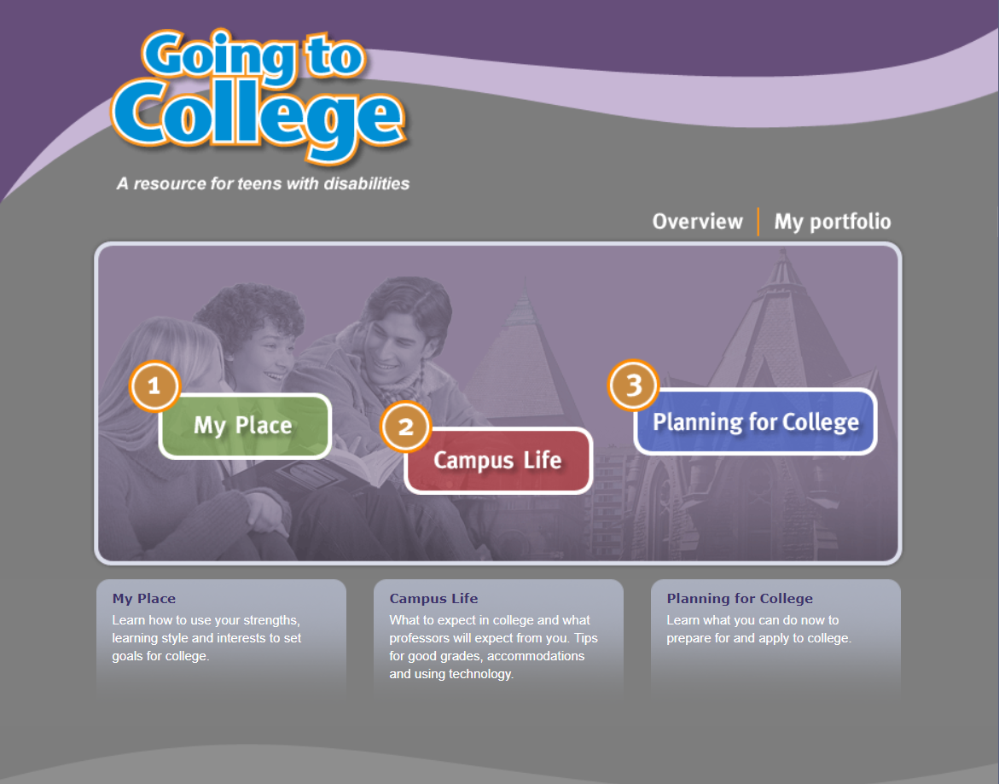 Going to
College
A resource for teens with disabilities
Overview | My portfolio
1
My Place
2
Campus Life
3
Planning for College
My Place
Learn how to use your strengths,
learning style and interests to set
goals for college.
Campus Life
What to expect in college and what
professors will expect from you. Tips
for good grades, accommodations
and using technology.
Planning for College
Learn what you can do now to
prepare for and apply to college.